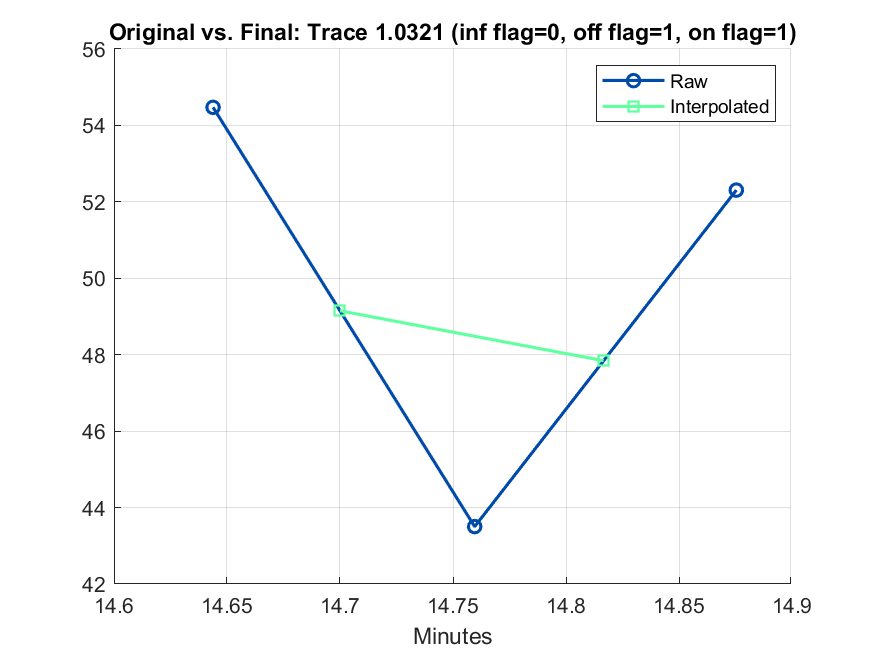 Original vs. Final: Trace 1.0321 (inf flag=0, off flag=1, on flag=1)
56
54
52
50
48
46
44
42
Raw
Interpolated
14.6 14.65 14.7 14.75 14.8 14.85 14.9
Minutes